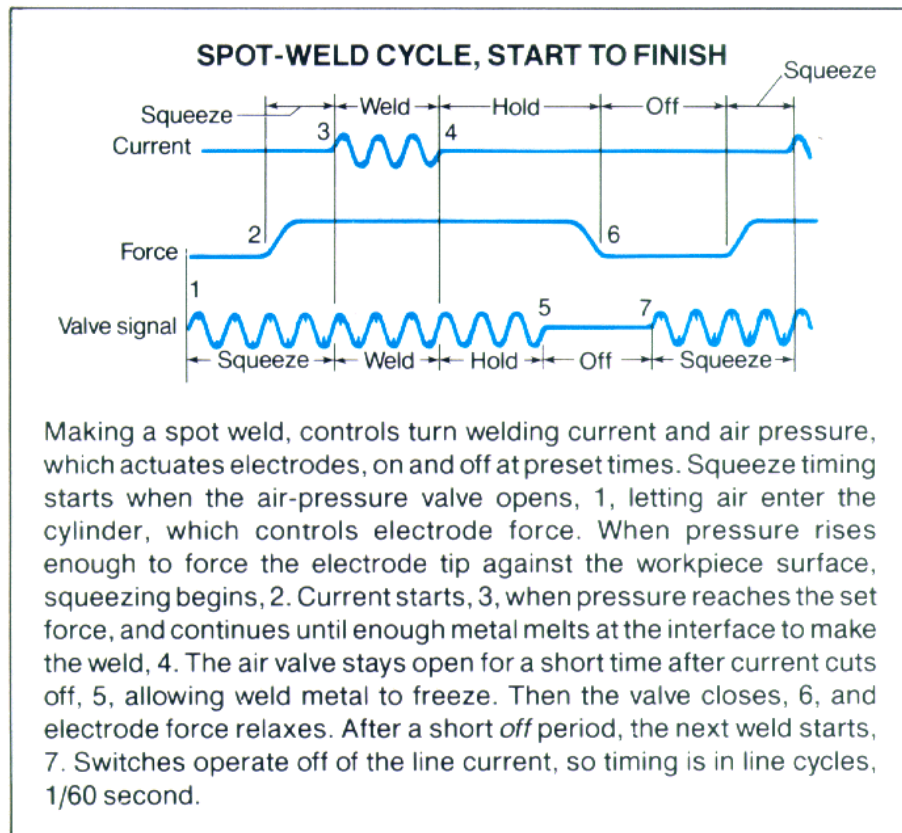 SPOT-WELD CYCLE, START TO FINISH
Squeeze
Squeeze
Weld
Hold
Off
Current
3
4
Force
2
6
1
Valve signal
5
7
Squeeze
Weld
Hold
Off
Squeeze
Making a spot weld, controls turn welding current and air pressure,
which actuates electrodes, on and off at preset times. Squeeze timing
starts when the air-pressure valve opens, 1, letting air enter the
cylinder, which controls electrode force. When pressure rises
enough to force the electrode tip against the workpiece surface,
squeezing begins, 2. Current starts, 3, when pressure reaches the set
force, and continues until enough metal melts at the interface to make
the weld, 4. The air valve stays open for a short time after current cuts
off, 5, allowing weld metal to freeze. Then the valve closes, 6, and
electrode force relaxes. After a short off period, the next weld starts,
7. Switches operate off of the line current, so timing is in line cycles,
1/60 second.